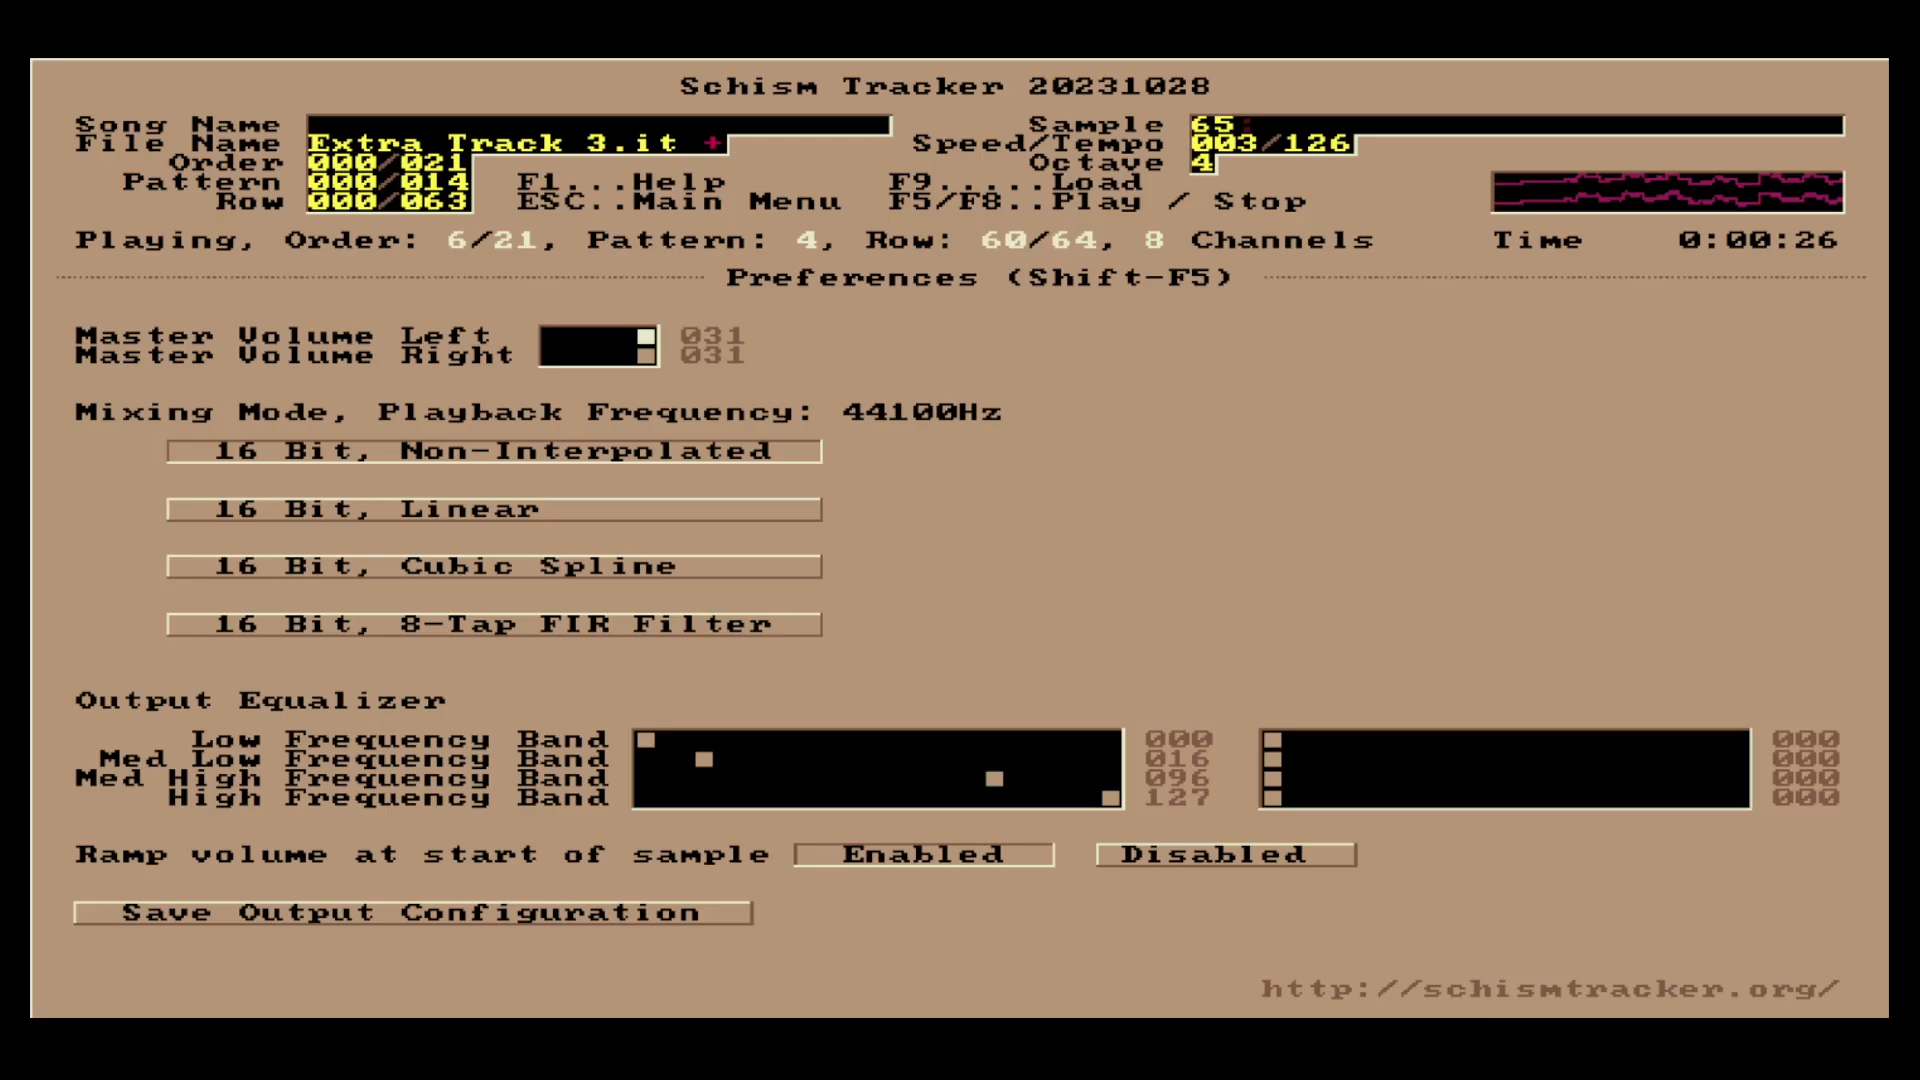 Schism Tracker 20231028
Song Name Sample 65:
File Name Extra Track 3.it + Speed/Tempo 003/126
Order 000/021 Octave 4
Pattern 000/014 F1...Help F9.....Load
Row 000/063 ESC..Main Menu F5/F8..Play / Stop
Playing, Order: 6/21, Pattern: 4, Row: 60/64, 8 Channels Time 0:00:26
Preferences (Shift-F5)
Master Volume Left 031
Master Volume Right 031
Mixing Mode, Playback Frequency: 44100Hz
16 Bit, Non-Interpolated
16 Bit, Linear
16 Bit, Cubic Spline
16 Bit, 8-Tap FIR Filter
Output Equalizer
Low Frequency Band 000 000
Med Low Frequency Band 016 000
Med High Frequency Band 096 000
High Frequency Band 127 000
Ramp volume at start of sample Enabled Disabled
Save Output Configuration
http://schismtracker.org/